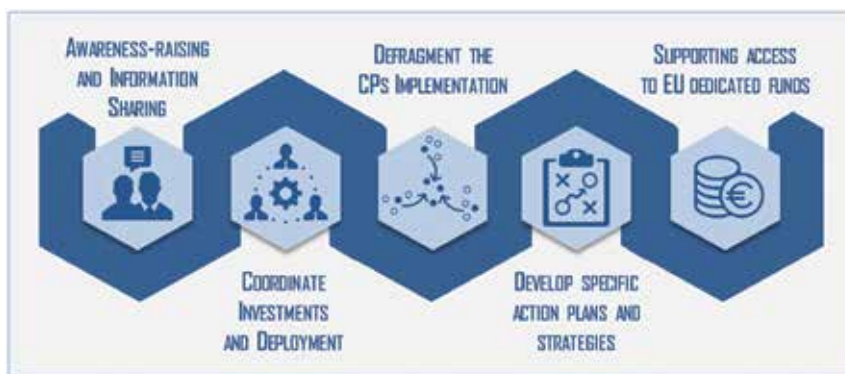 AWARENESS-RAISING
AND INFORMATION
SHARING
COORDINATE
INVESTMENTS
AND DEPLOYMENT
DEFRAGMENT THE
CPS IMPLEMENTATION
DEVELOP SPECIFIC
ACTION PLANS AND
STRATEGIES
SUPPORTING ACCESS
TO EU DEDICATED FUNDS